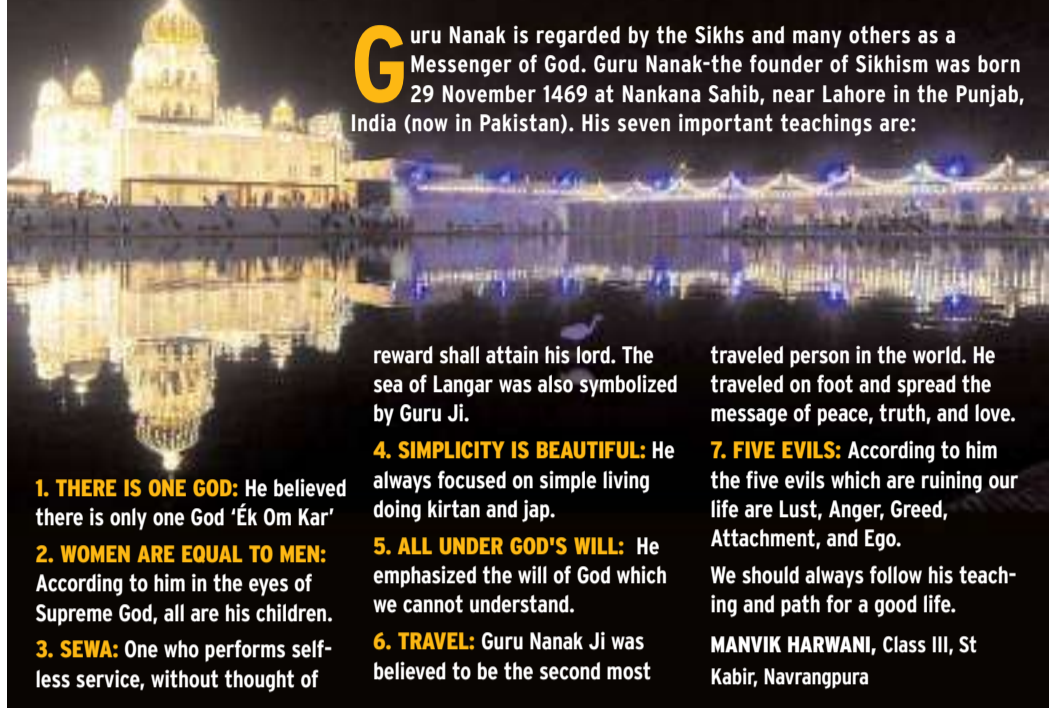 Guru Nanak is regarded by the Sikhs and many others as a
Messenger of God. Guru Nanak-the founder of Sikhism was born
29 November 1469 at Nankana Sahib, near Lahore in the Punjab,
India (now in Pakistan). His seven important teachings are:
1. THERE IS ONE GOD: He believed
there is only one God ‘Ék Om Kar’
2. WOMEN ARE EQUAL TO MEN:
According to him in the eyes of
Supreme God, all are his children.
3. SEWA: One who performs self-
less service, without thought of
reward shall attain his lord. The
sea of Langar was also symbolized
by Guru Ji.
4. SIMPLICITY IS BEAUTIFUL: He
always focused on simple living
doing kirtan and jap.
5. ALL UNDER GOD'S WILL: He
emphasized the will of God which
we cannot understand.
6. TRAVEL: Guru Nanak Ji was
believed to be the second most
traveled person in the world. He
traveled on foot and spread the
message of peace, truth, and love.
7. FIVE EVILS: According to him
the five evils which are ruining our
life are Lust, Anger, Greed,
Attachment, and Ego.
We should always follow his teach-
ing and path for a good life.
MANVIK HARWANI, Class III, St
Kabir, Navrangpura